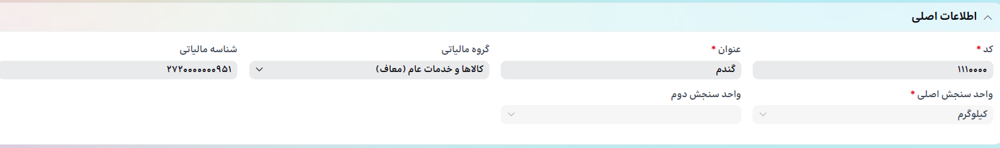 اطلاعات اصلی
کد *
عنوان *
گروه مالیاتی
شناسه مالیاتی
۱۱۱۰۰۰۰
گندم
کالاها و خدمات عام (معاف)
۲۷۲۰۰۰۰۰۰۰۹۵۱
واحد سنجش اصلی *
واحد سنجش دوم
کیلوگرم